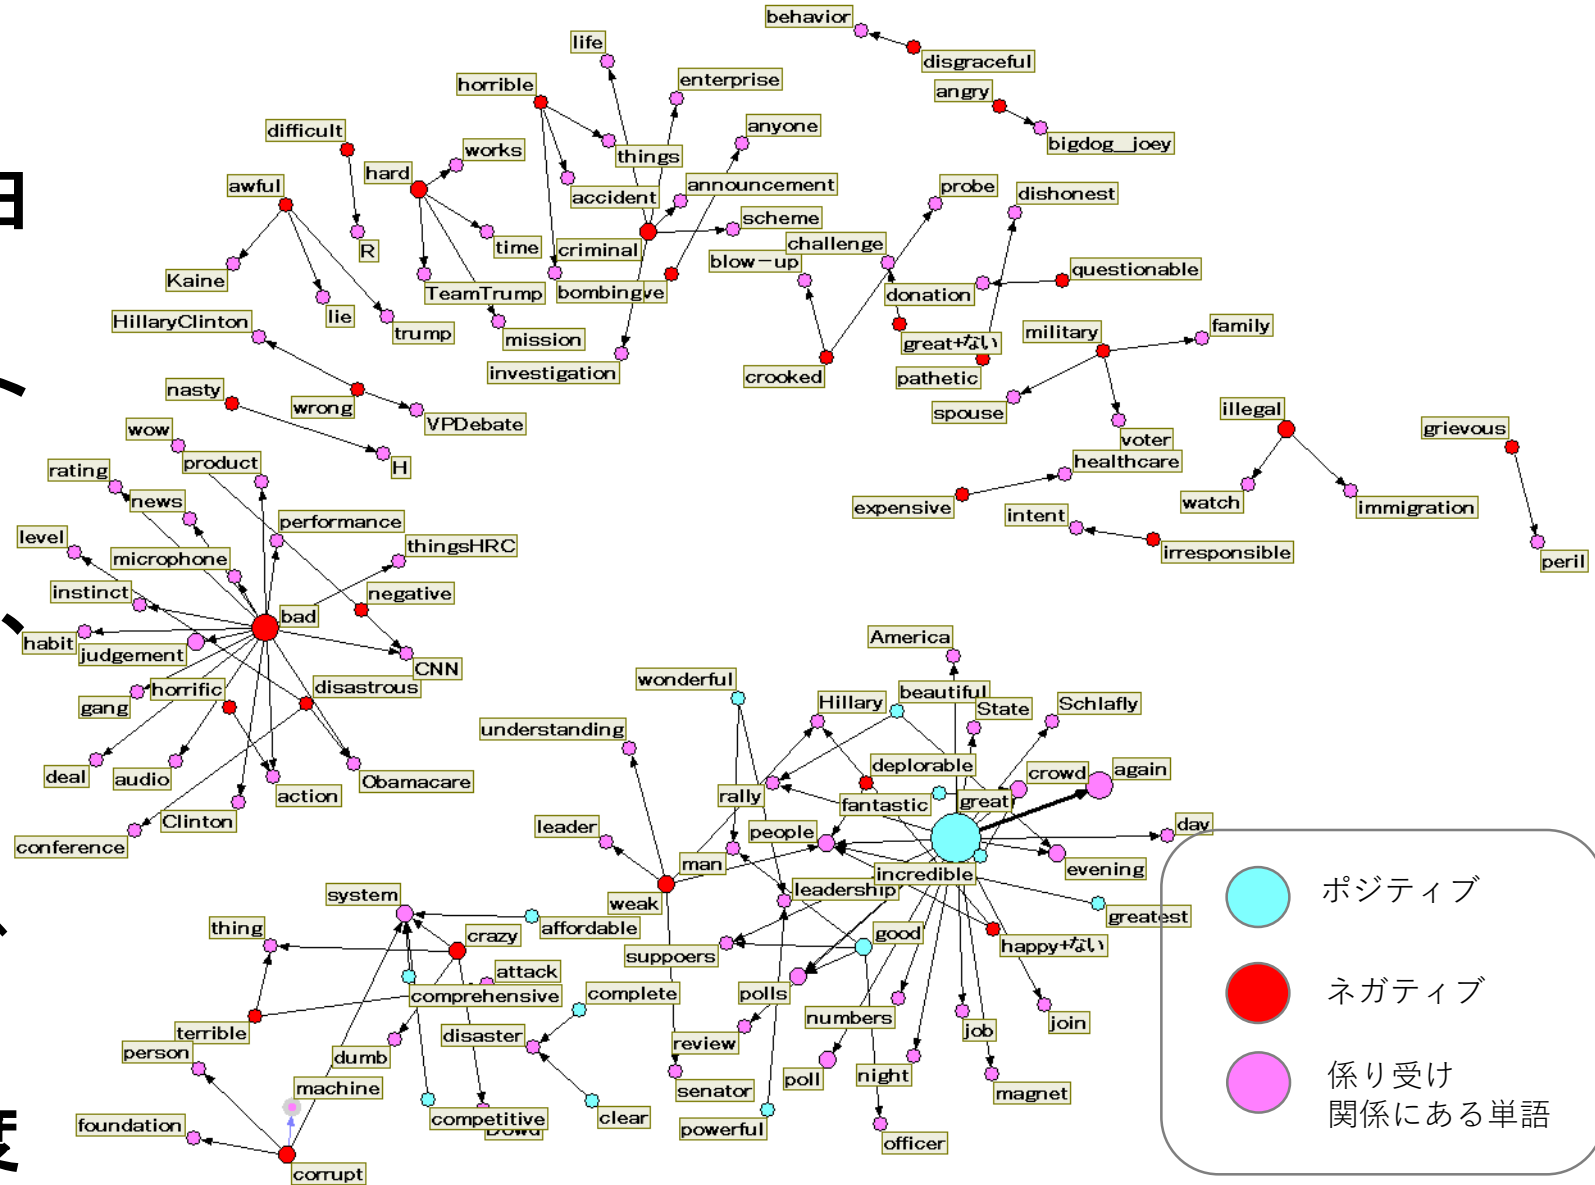 behavior
life
disgraceful
horrible
enterprise
angry
difficult
anyone
bigdog_joey
works
things
hard
awful
accident
announcement
probe
dishonest
scheme
R
time
criminal
challenge
blow-up
questionable
Kaine
TeamTrump
bombing
ve
donation
lie
HillaryClinton
trump
mission
great+ない
military
family
investigation
crooked
pathetic
nasty
wrong
VPDebate
spouse
illegal
wow
voter
grievous
product
H
healthcare
rating
news
expensive
watch
immigration
intent
performance
level
thingsHRC
microphone
irresponsible
peril
instinct
negative
bad
habit
judgement
America
CNN
wonderful
horrific
disastrous
beautiful
gang
Hillary
State
Schlafly
understanding
deal
audio
Obamacare
deplorable
crowd
again
action
rally
fantastic
great
Clinton
leader
people
day
conference
man
evening
incredible
ポジティブ
system
weak
leadership
greatest
thing
affordable
crazy
good
happy+ない
suppoers
attack
comprehensive
complete
polls
ネガティブ
terrible
disaster
numbers
join
job
person
dumb
review
machine
poll
night
係り受け
senator
magnet
関係にある単語
foundation
competitive
clear
powerful
officer
corrupt
度